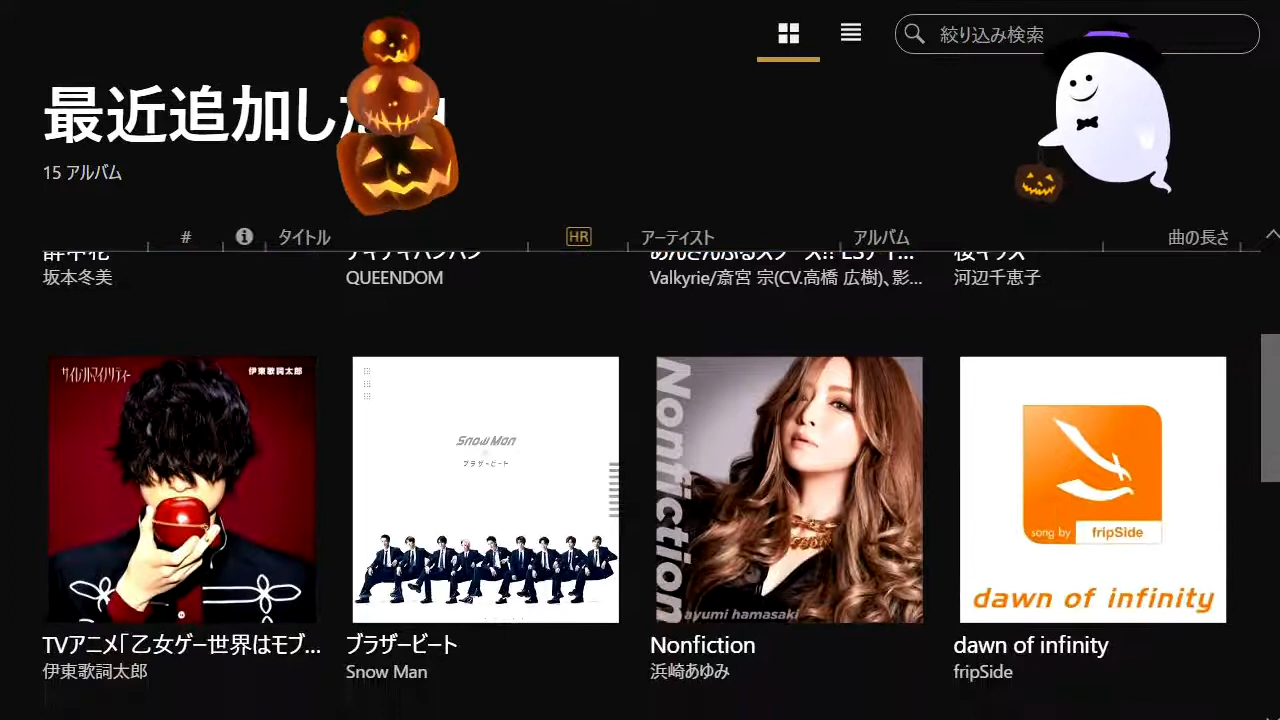 絞り込み検索
最近追加した
15 アルバム
#
タイトル
HR
アーティスト
アルバム
曲の長さ
坂本冬美
QUEENDOM
Valkyrie/斎宮 宗(CV.高橋 広樹)、影...
河辺千恵子
サイレントマイノリティー
伊東歌詞太郎
Snow Man
ブラザービート
Nonfiction
ayumi hamasaki
song by fripSide
dawn of infinity
TVアニメ「乙女ゲー世界はモブ...
伊東歌詞太郎
ブラザービート
Snow Man
Nonfiction
浜崎あゆみ
dawn of infinity
fripSide